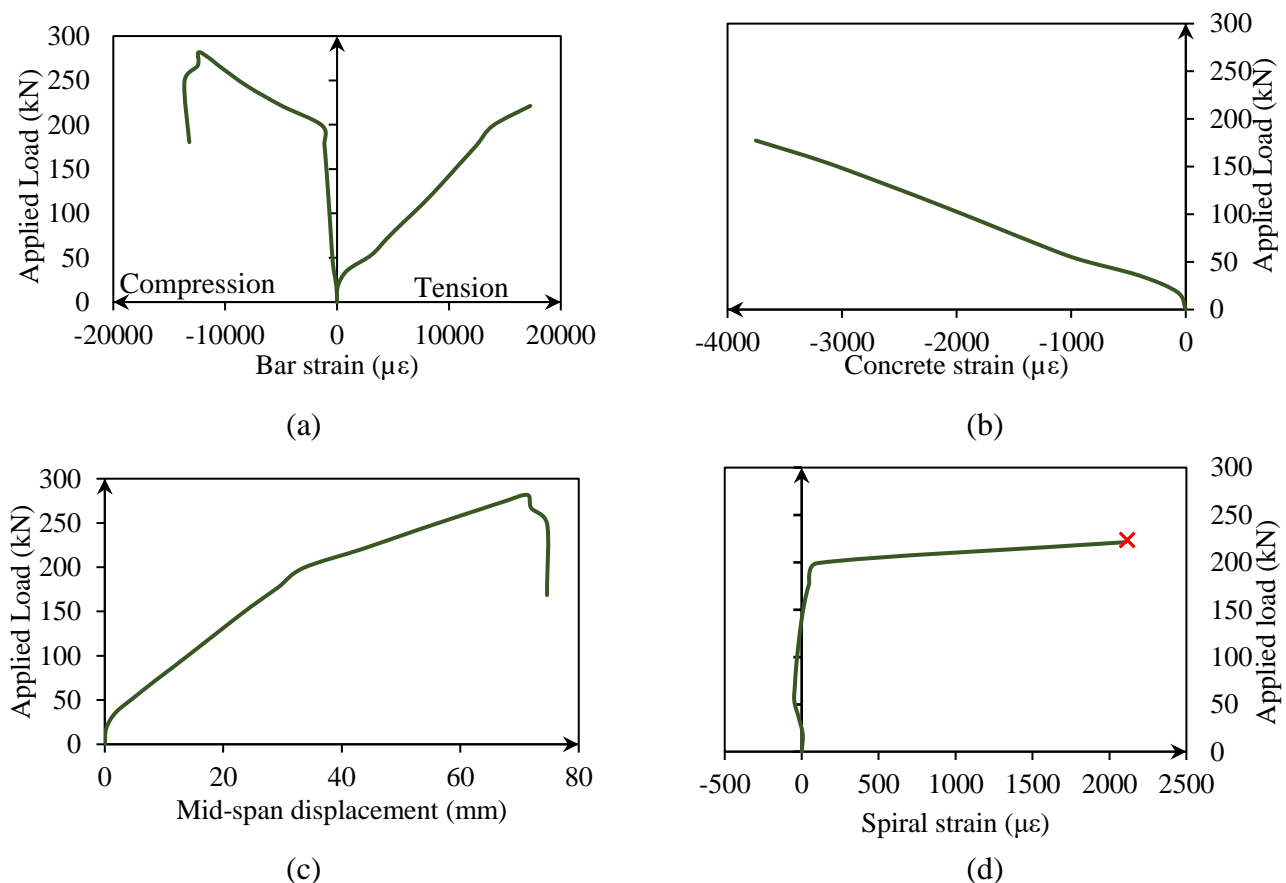 300
250
200
150
100
50
0
Applied Load (kN)
Compression
Tension
-20000 -10000 0 10000 20000
Bar strain (µε)
(a)
300
250
200
150
100
50
0
Applied Load (kN)
-4000 -3000 -2000 -1000 0
Concrete strain (µε)
(b)
300
250
200
150
100
50
0
Applied Load (kN)
0 20 40 60 80
Mid-span displacement (mm)
(c)
300
250
200
150
100
50
0
Applied load (kN)
-500 0 500 1000 1500 2000 2500
Spiral strain (µε)
(d)